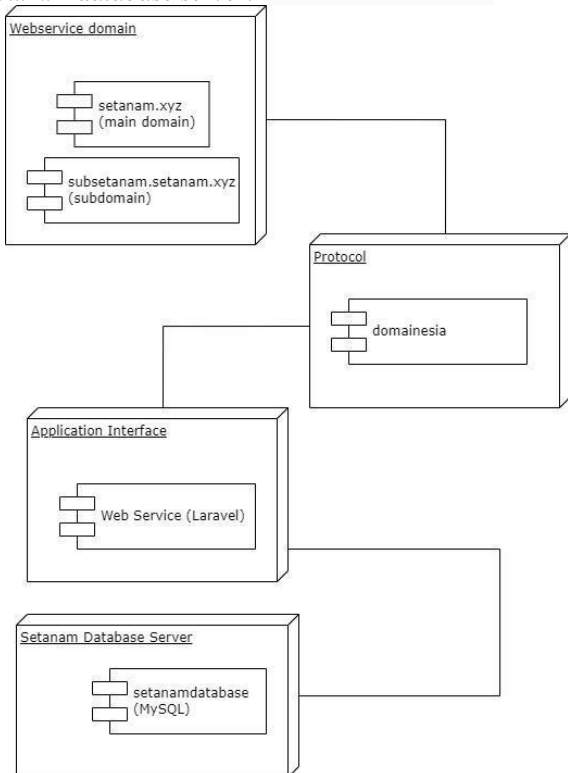 Webservice domain
setanam.xyz
(main domain)
subsetanam.setanam.xyz
(subdomain)
Protocol
domainesia
Application Interface
Web Service (Laravel)
Setanam Database Server
setanamdatabase
(MySQL)